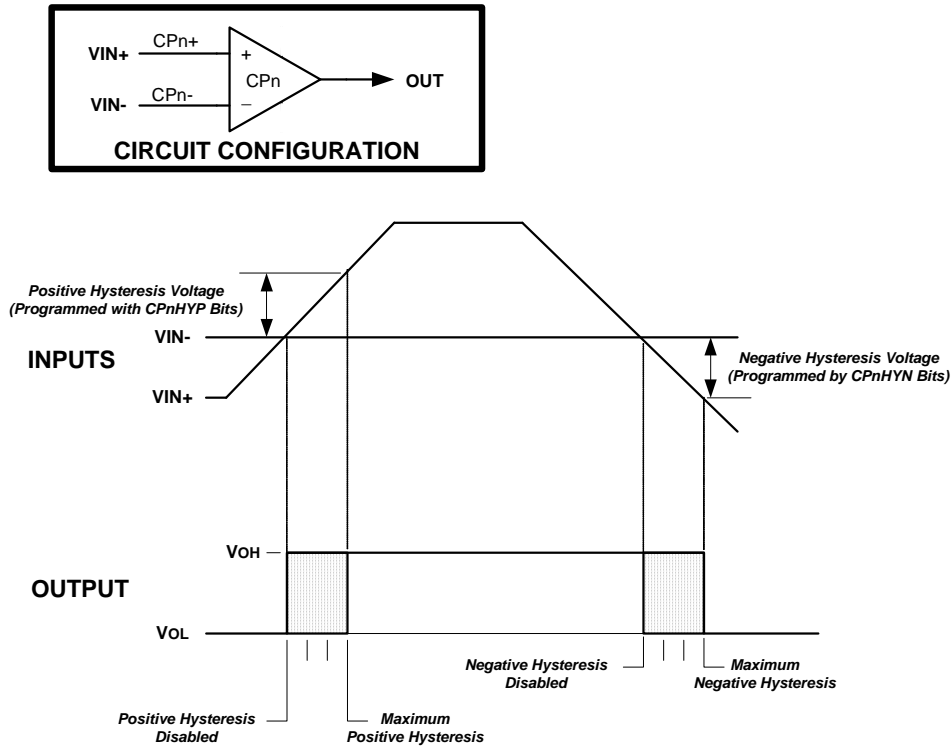 VIN+
CPn+
+
CPn
OUT
VIN-
CPn-
−
CIRCUIT CONFIGURATION
Positive Hysteresis Voltage
(Programmed with CPnHYP Bits)
VIN-
INPUTS
VIN+
Negative Hysteresis Voltage
(Programmed by CPnHYN Bits)
VOH
OUTPUT
VOL
Negative Hysteresis
Disabled
Maximum
Negative Hysteresis
Positive Hysteresis
Disabled
Maximum
Positive Hysteresis